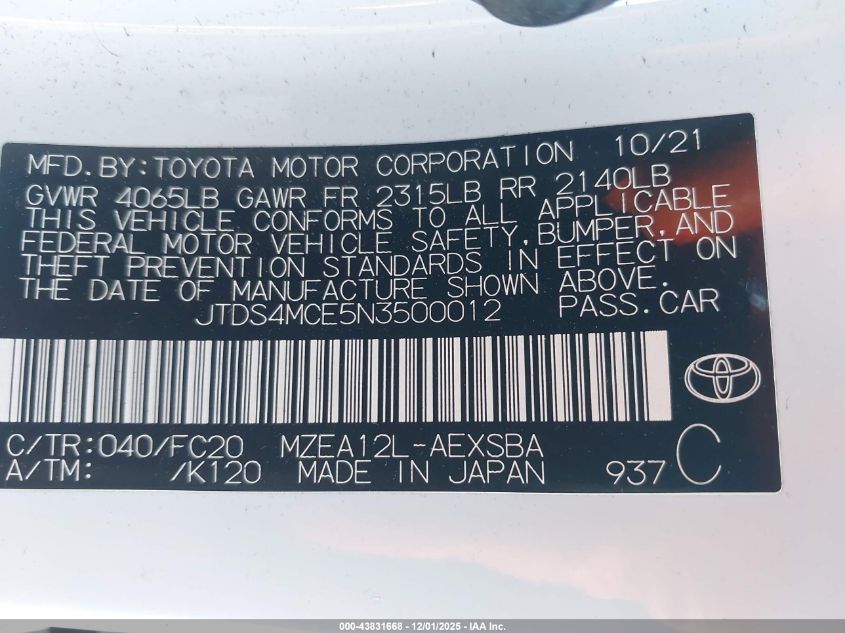 MFD. BY: TOYOTA MOTOR CORPORATION 10/21
GVWR 4065LB GAWR FR 2315LB RR 2140LB
THIS VEHICLE CONFORMS TO ALL APPLICABLE
FEDERAL MOTOR VEHICLE SAFETY, BUMPER, AND
THEFT PREVENTION STANDARDS IN EFFECT ON
THE DATE OF MANUFACTURE SHOWN ABOVE.
JTDS4MCE5N3500012 PASS. CAR
C/TR: 040/FC20 MZEA12L-AEXSBA
A/TM: /K120 MADE IN JAPAN 937 C
000-43831668 - 12/01/2025 - IAA Inc.